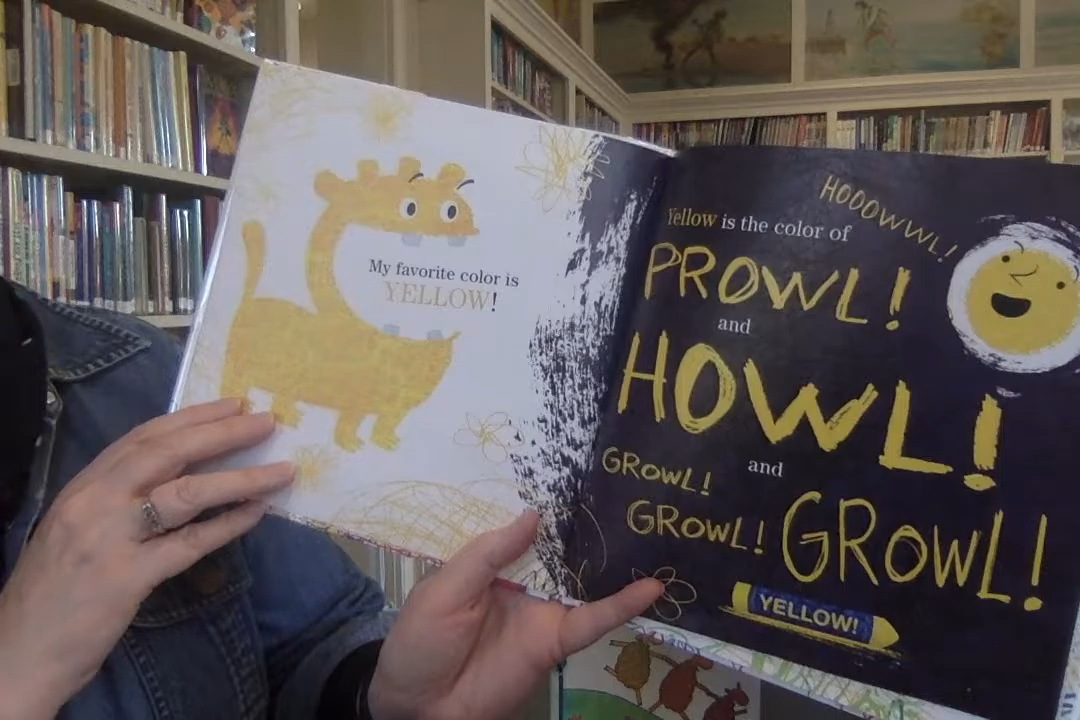 My favorite color is
YELLOW!
HOOOWWL!
Yellow is the color of
PROWL!
and
HOWL!
and
GROWL!
GROWL! GROWL!
YELLOW!